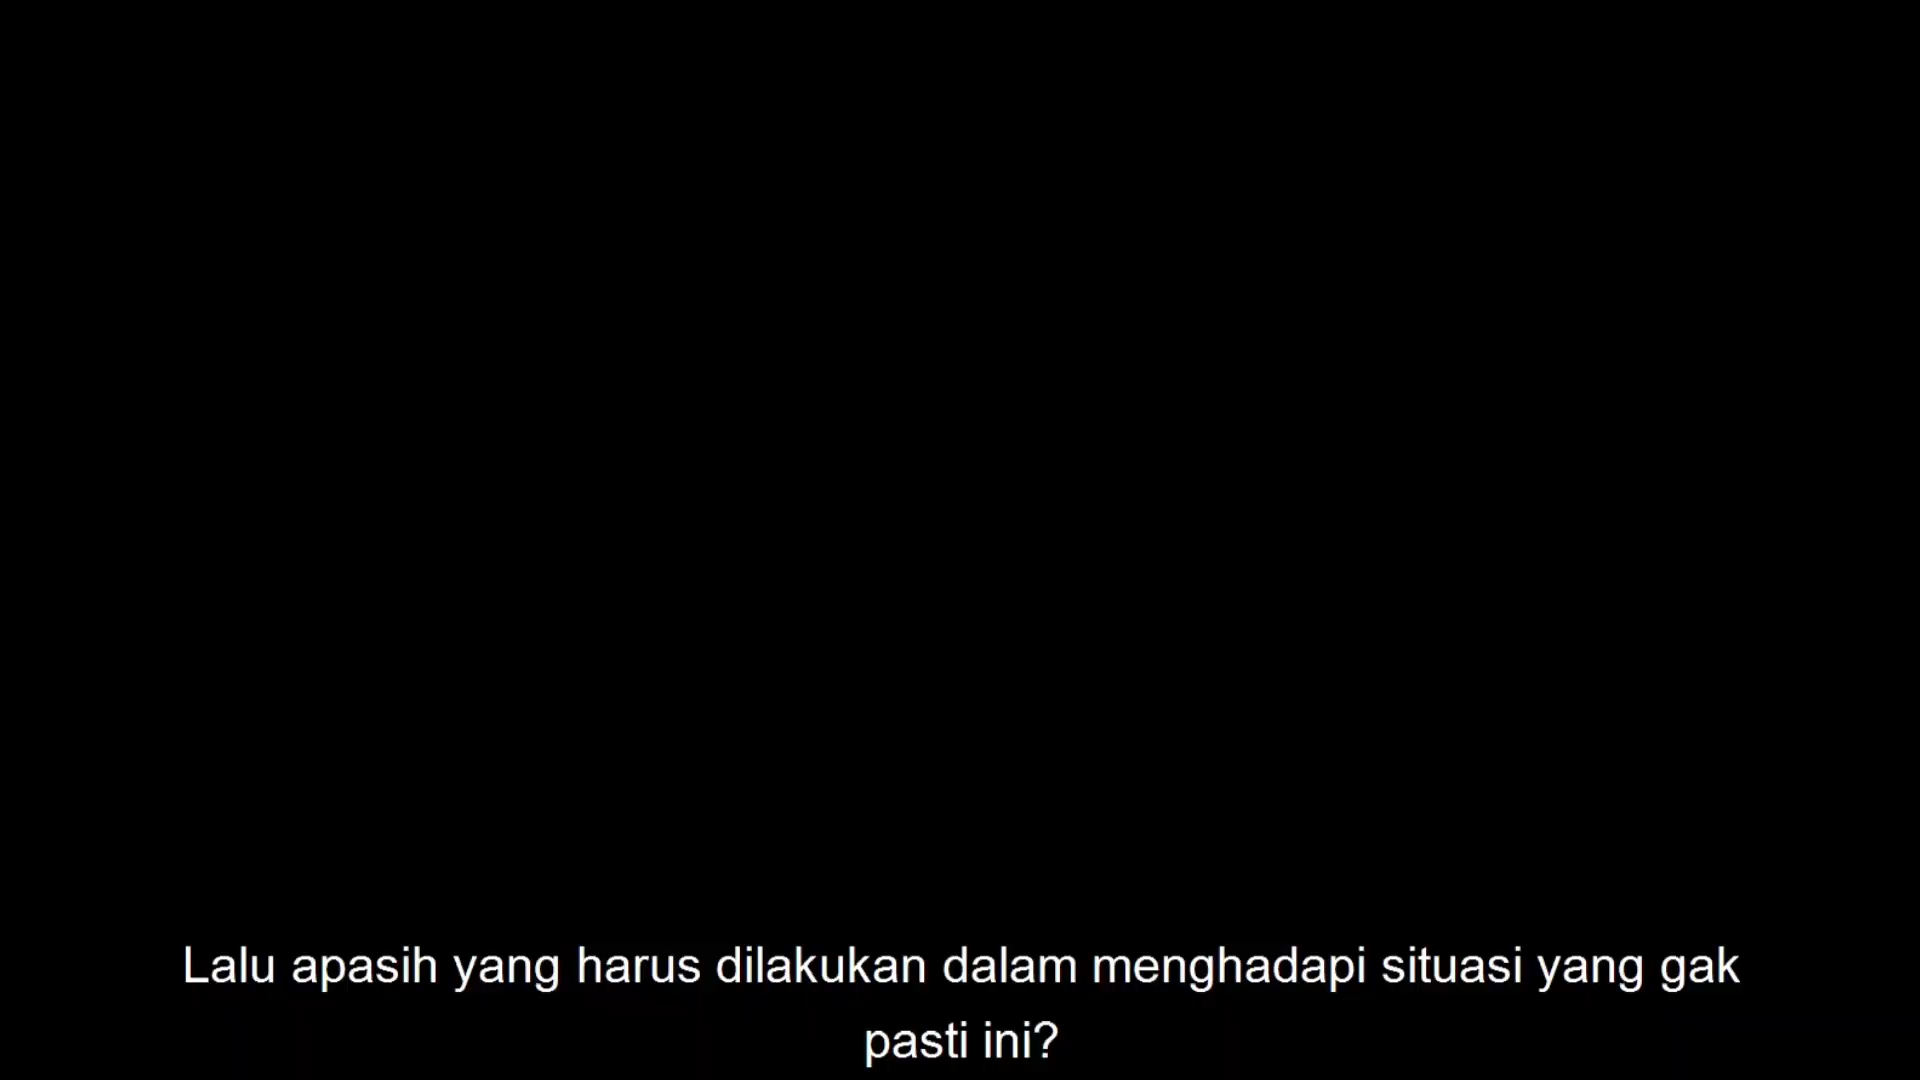 Lalu apasih yang harus dilakukan dalam menghadapi situasi yang gak
pasti ini?